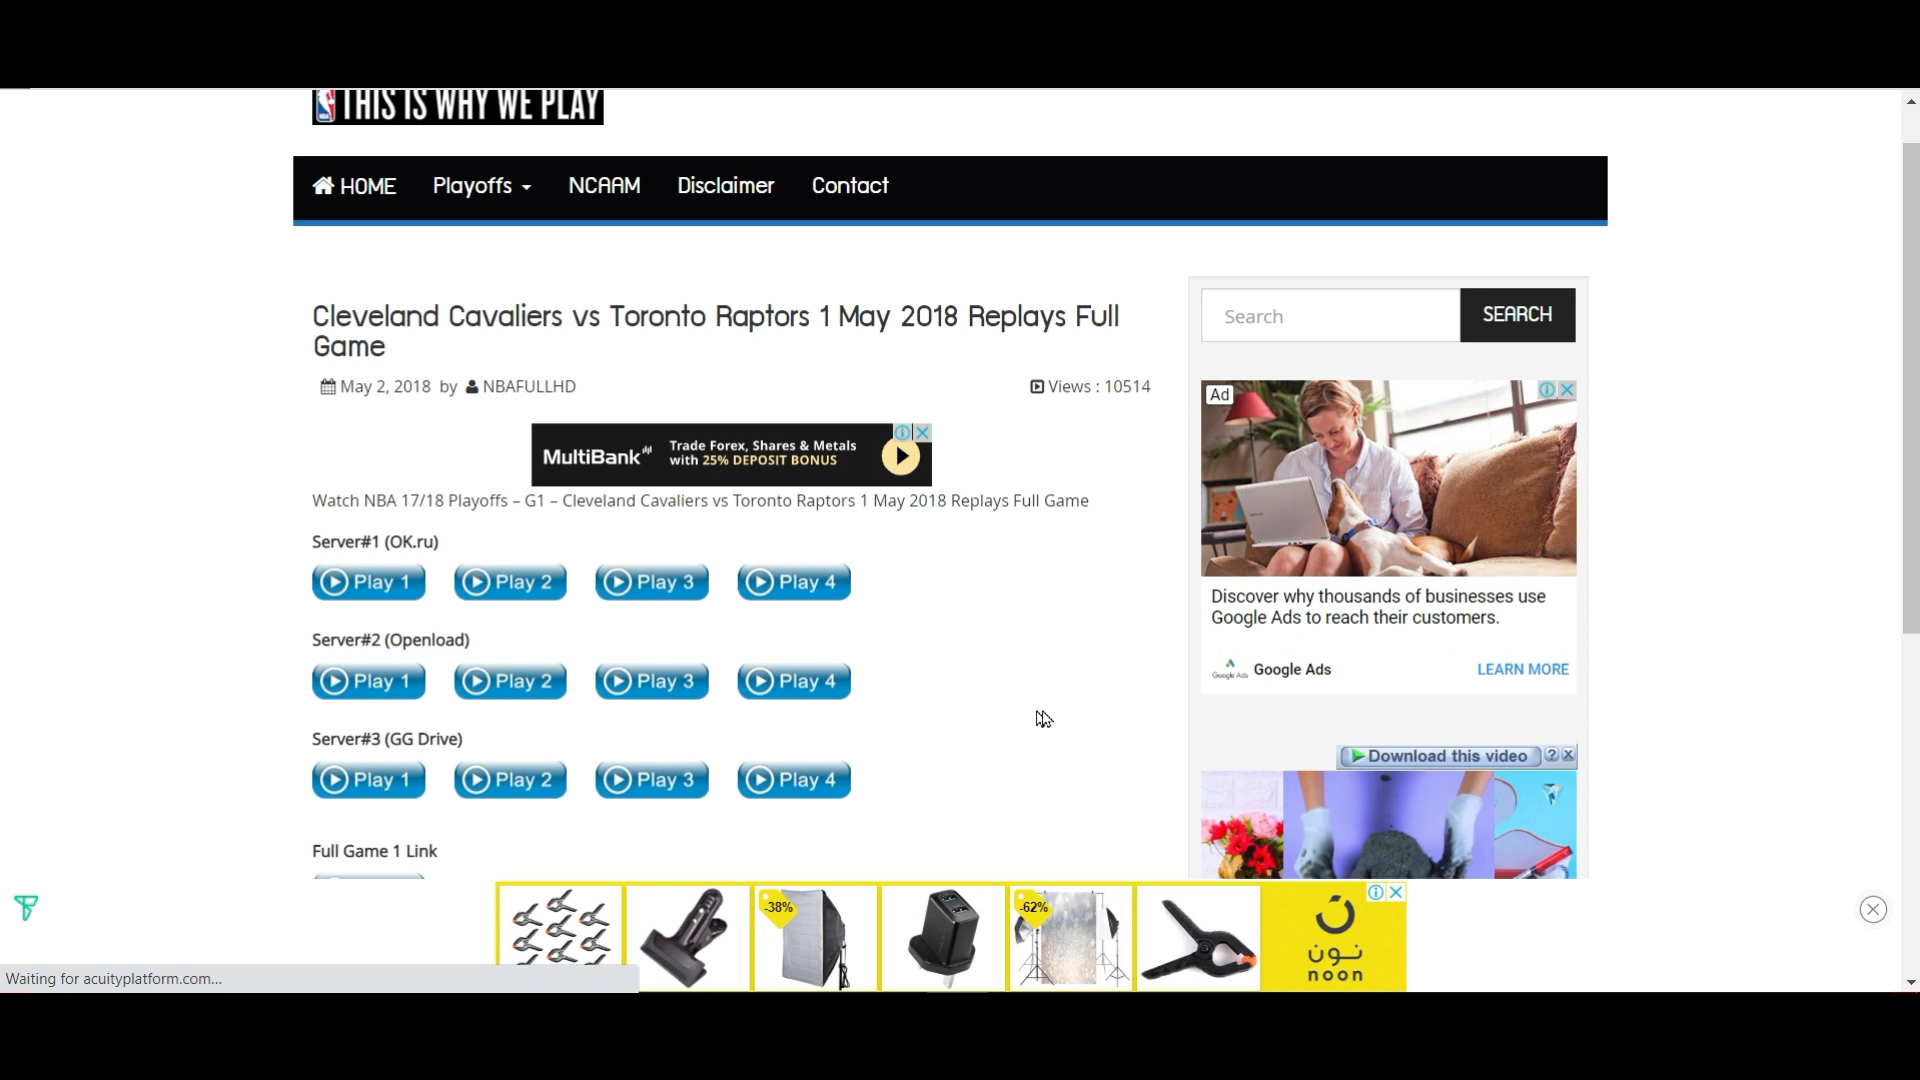 THIS IS WHY WE PLAY
HOME Playoffs NCAAM Disclaimer Contact
Cleveland Cavaliers vs Toronto Raptors 1 May 2018 Replays Full
Game
May 2, 2018 by NBAFULLHD Views : 10514
MultiBank Trade Forex, Shares & Metals
with 25% DEPOSIT BONUS
Watch NBA 17/18 Playoffs – G1 – Cleveland Cavaliers vs Toronto Raptors 1 May 2018 Replays Full Game
Server#1 (OK.ru)
Play 1 Play 2 Play 3 Play 4
Server#2 (Openload)
Play 1 Play 2 Play 3 Play 4
Server#3 (GG Drive)
Play 1 Play 2 Play 3 Play 4
Full Game 1 Link
Search SEARCH
Ad
Discover why thousands of businesses use
Google Ads to reach their customers.
Google Ads Google Ads LEARN MORE
Download this video ? x
-38% -62%
نون
noon
Waiting for acuityplatform.com...